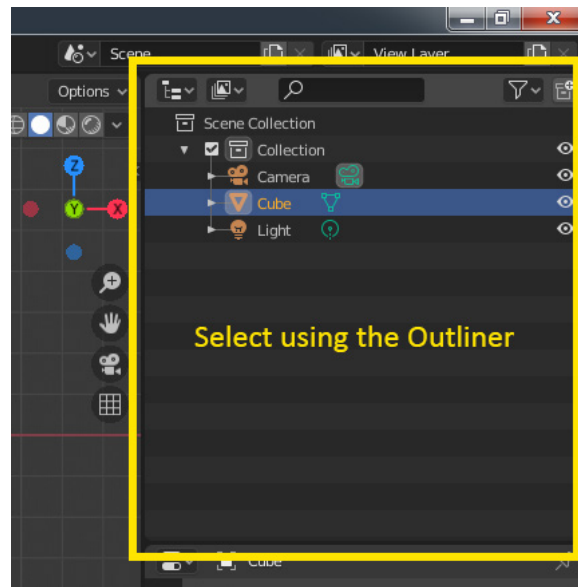 Scene
View Layer
Options
Scene Collection
Collection
Camera
Cube
Light
Z
Y
X
Select using the Outliner
Cube